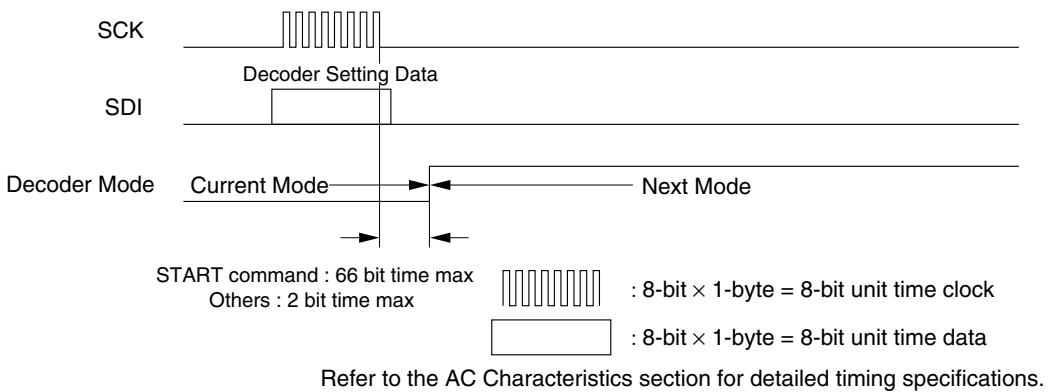 SCK
Decoder Setting Data
SDI
Decoder Mode
Current Mode
Next Mode
START command : 66 bit time max
Others : 2 bit time max
: 8-bit × 1-byte = 8-bit unit time clock
: 8-bit × 1-byte = 8-bit unit time data
Refer to the AC Characteristics section for detailed timing specifications.